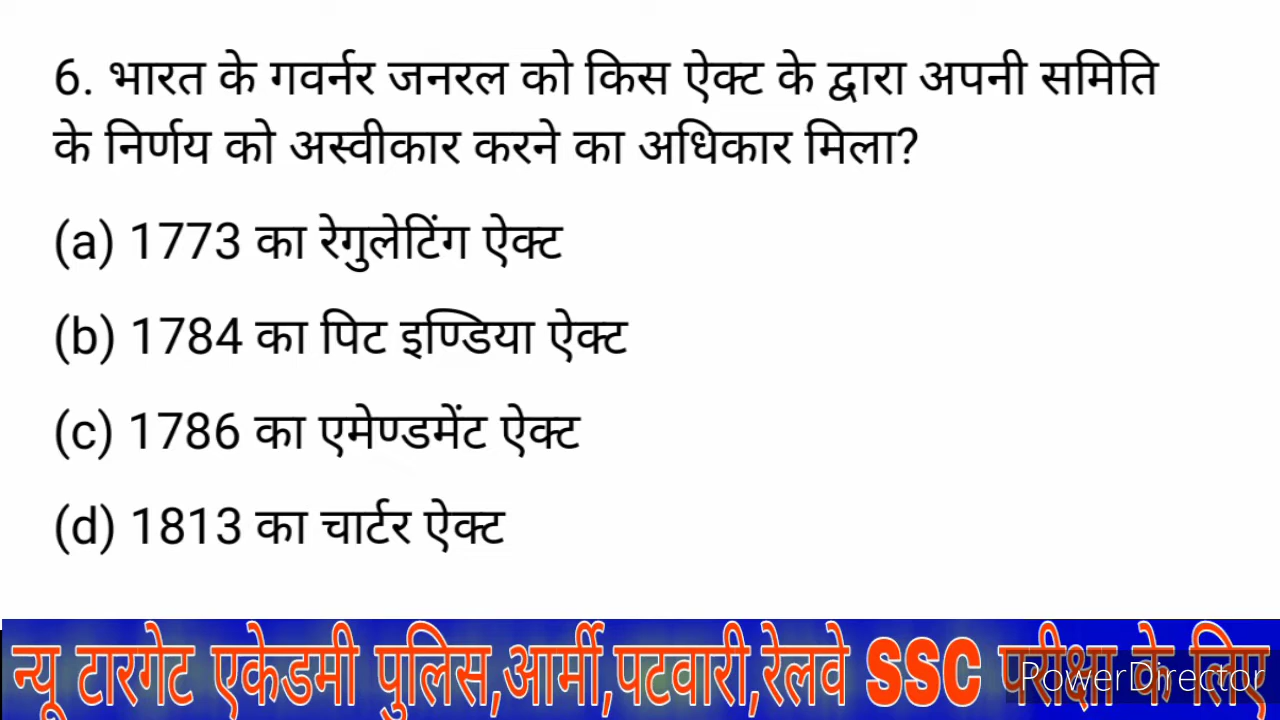 6. भारत के गवर्नर जनरल को किस ऐक्ट के द्वारा अपनी समिति
के निर्णय को अस्वीकार करने का अधिकार मिला?
(a) 1773 का रेगुलेटिंग ऐक्ट
(b) 1784 का पिट इण्डिया ऐक्ट
(c) 1786 का एमेण्डमेंट ऐक्ट
(d) 1813 का चार्टर ऐक्ट
न्यू टारगेट एकेडमी पुलिस,आर्मी,पटवारी,रेलवे SSC परीक्षा के लिए
PowerDirector